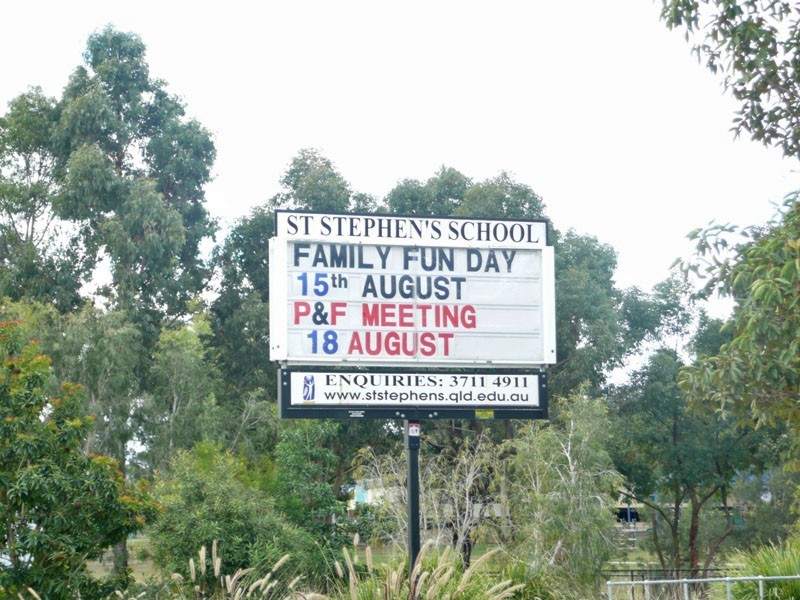 ST STEPHEN'S SCHOOL
FAMILY FUN DAY
15th AUGUST
P&F MEETING
18 AUGUST
ENQUIRIES: 3711 4911
www.ststephens.qld.edu.au